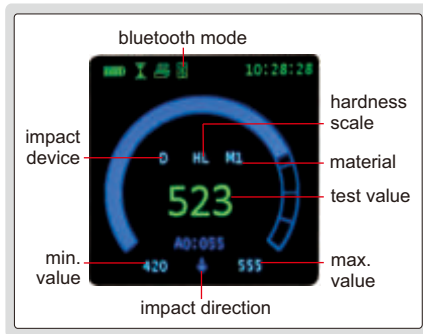 bluetooth mode
10:28:28
hardness
scale
impact
device
D HL M1
material
523
test value
A0:055
min.
value
420
555
max.
value
impact direction